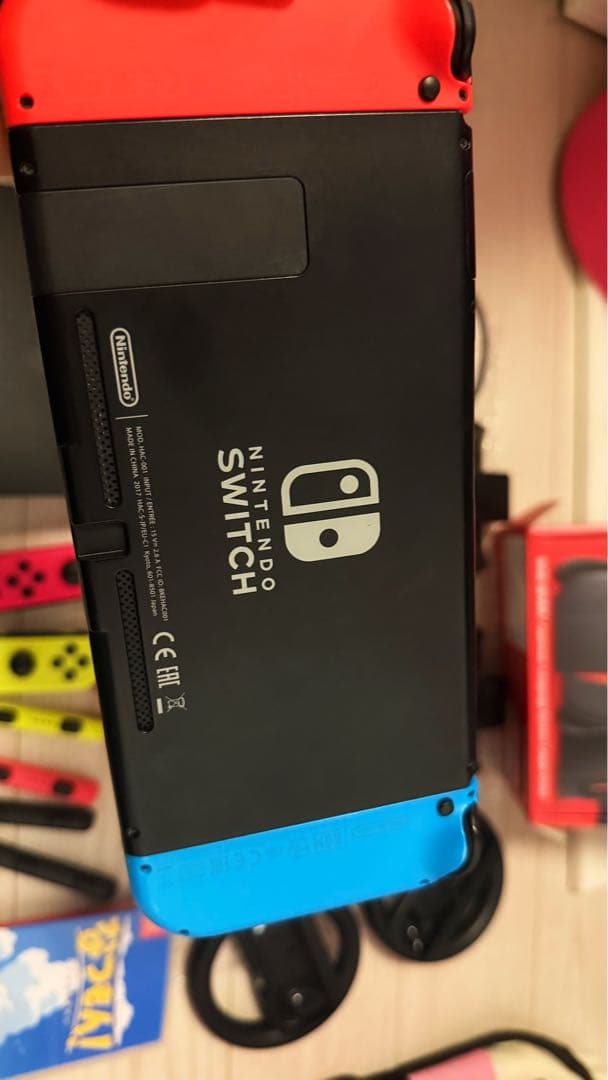 Nintendo
MOD. HAC-001 INPUT / ENTRÉE : 15 V⎓ 2.6 A FCC ID: BKEHAC001
MADE IN CHINA 2017 HAC-S-JP/EU-C1 Kyoto, 601-8501 Japan
CE EAC
NINTENDO
SWITCH